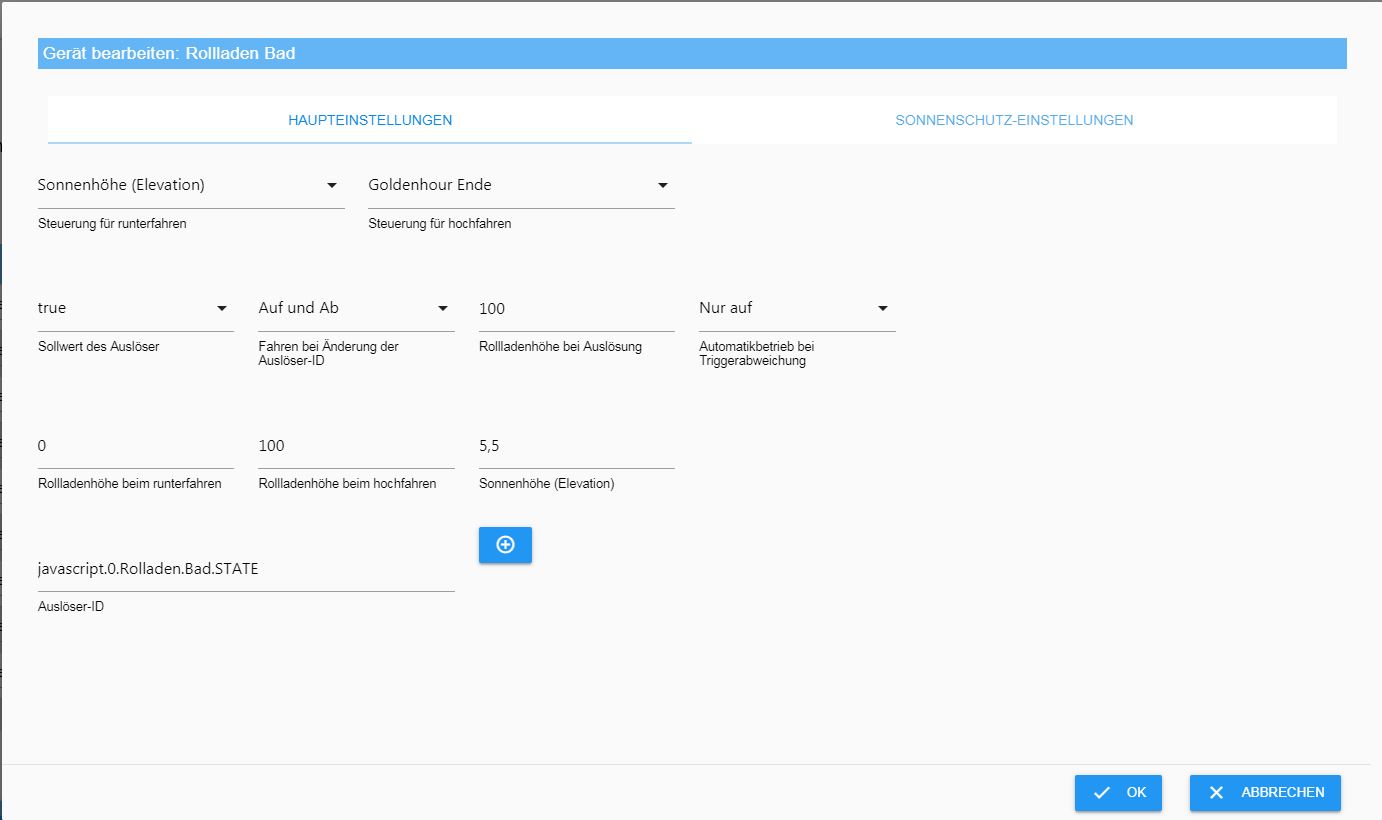 Gerät bearbeiten: Rollladen Bad
HAUPTEINSTELLUNGEN
SONNENSCHUTZ-EINSTELLUNGEN
Sonnenhöhe (Elevation)
Goldenhour Ende
Steuerung für runterfahren
Steuerung für hochfahren
true
Auf und Ab
100
Nur auf
Sollwert des Auslöser
Fahren bei Änderung der
Auslöser-ID
Rollladenhöhe bei Auslösung
Automatikbetrieb bei
Triggerabweichung
0
100
5,5
Rollladenhöhe beim runterfahren
Rollladenhöhe beim hochfahren
Sonnenhöhe (Elevation)
javascript.0.Rolladen.Bad.STATE
Auslöser-ID
OK
ABBRECHEN